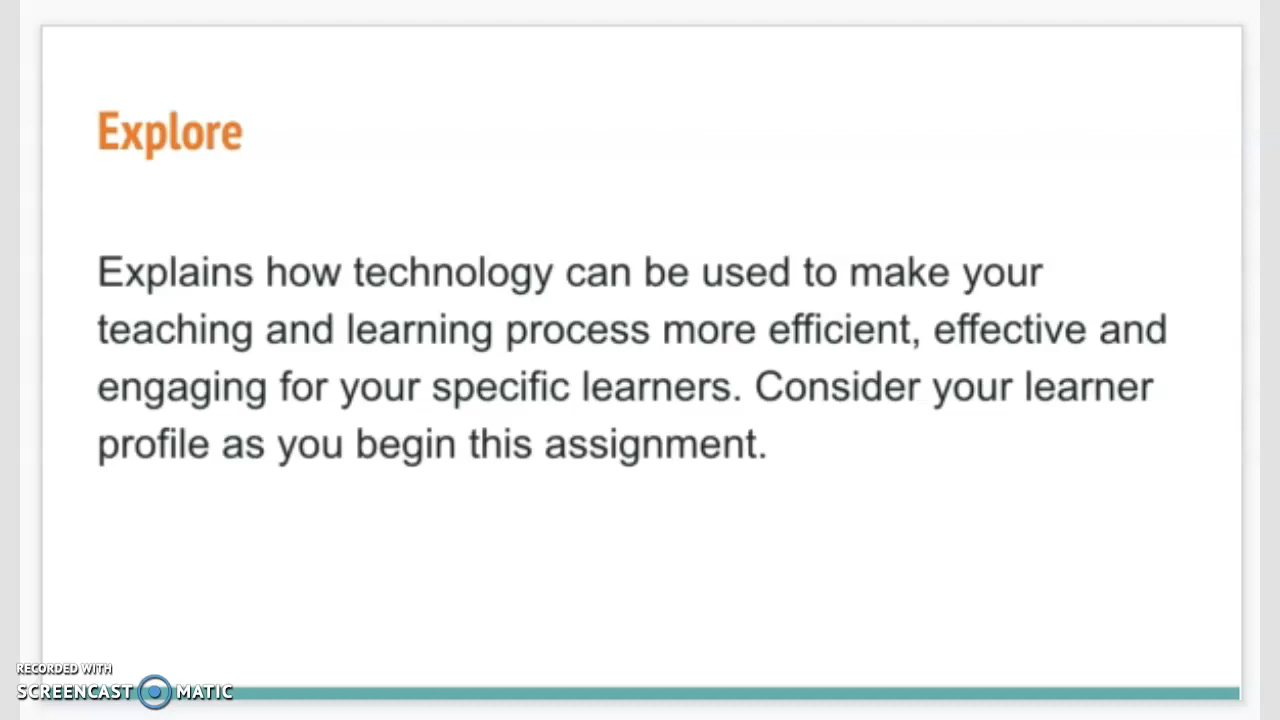 Explore
Explains how technology can be used to make your
teaching and learning process more efficient, effective and
engaging for your specific learners. Consider your learner
profile as you begin this assignment.
RECORDED WITH
SCREENCAST MATIC